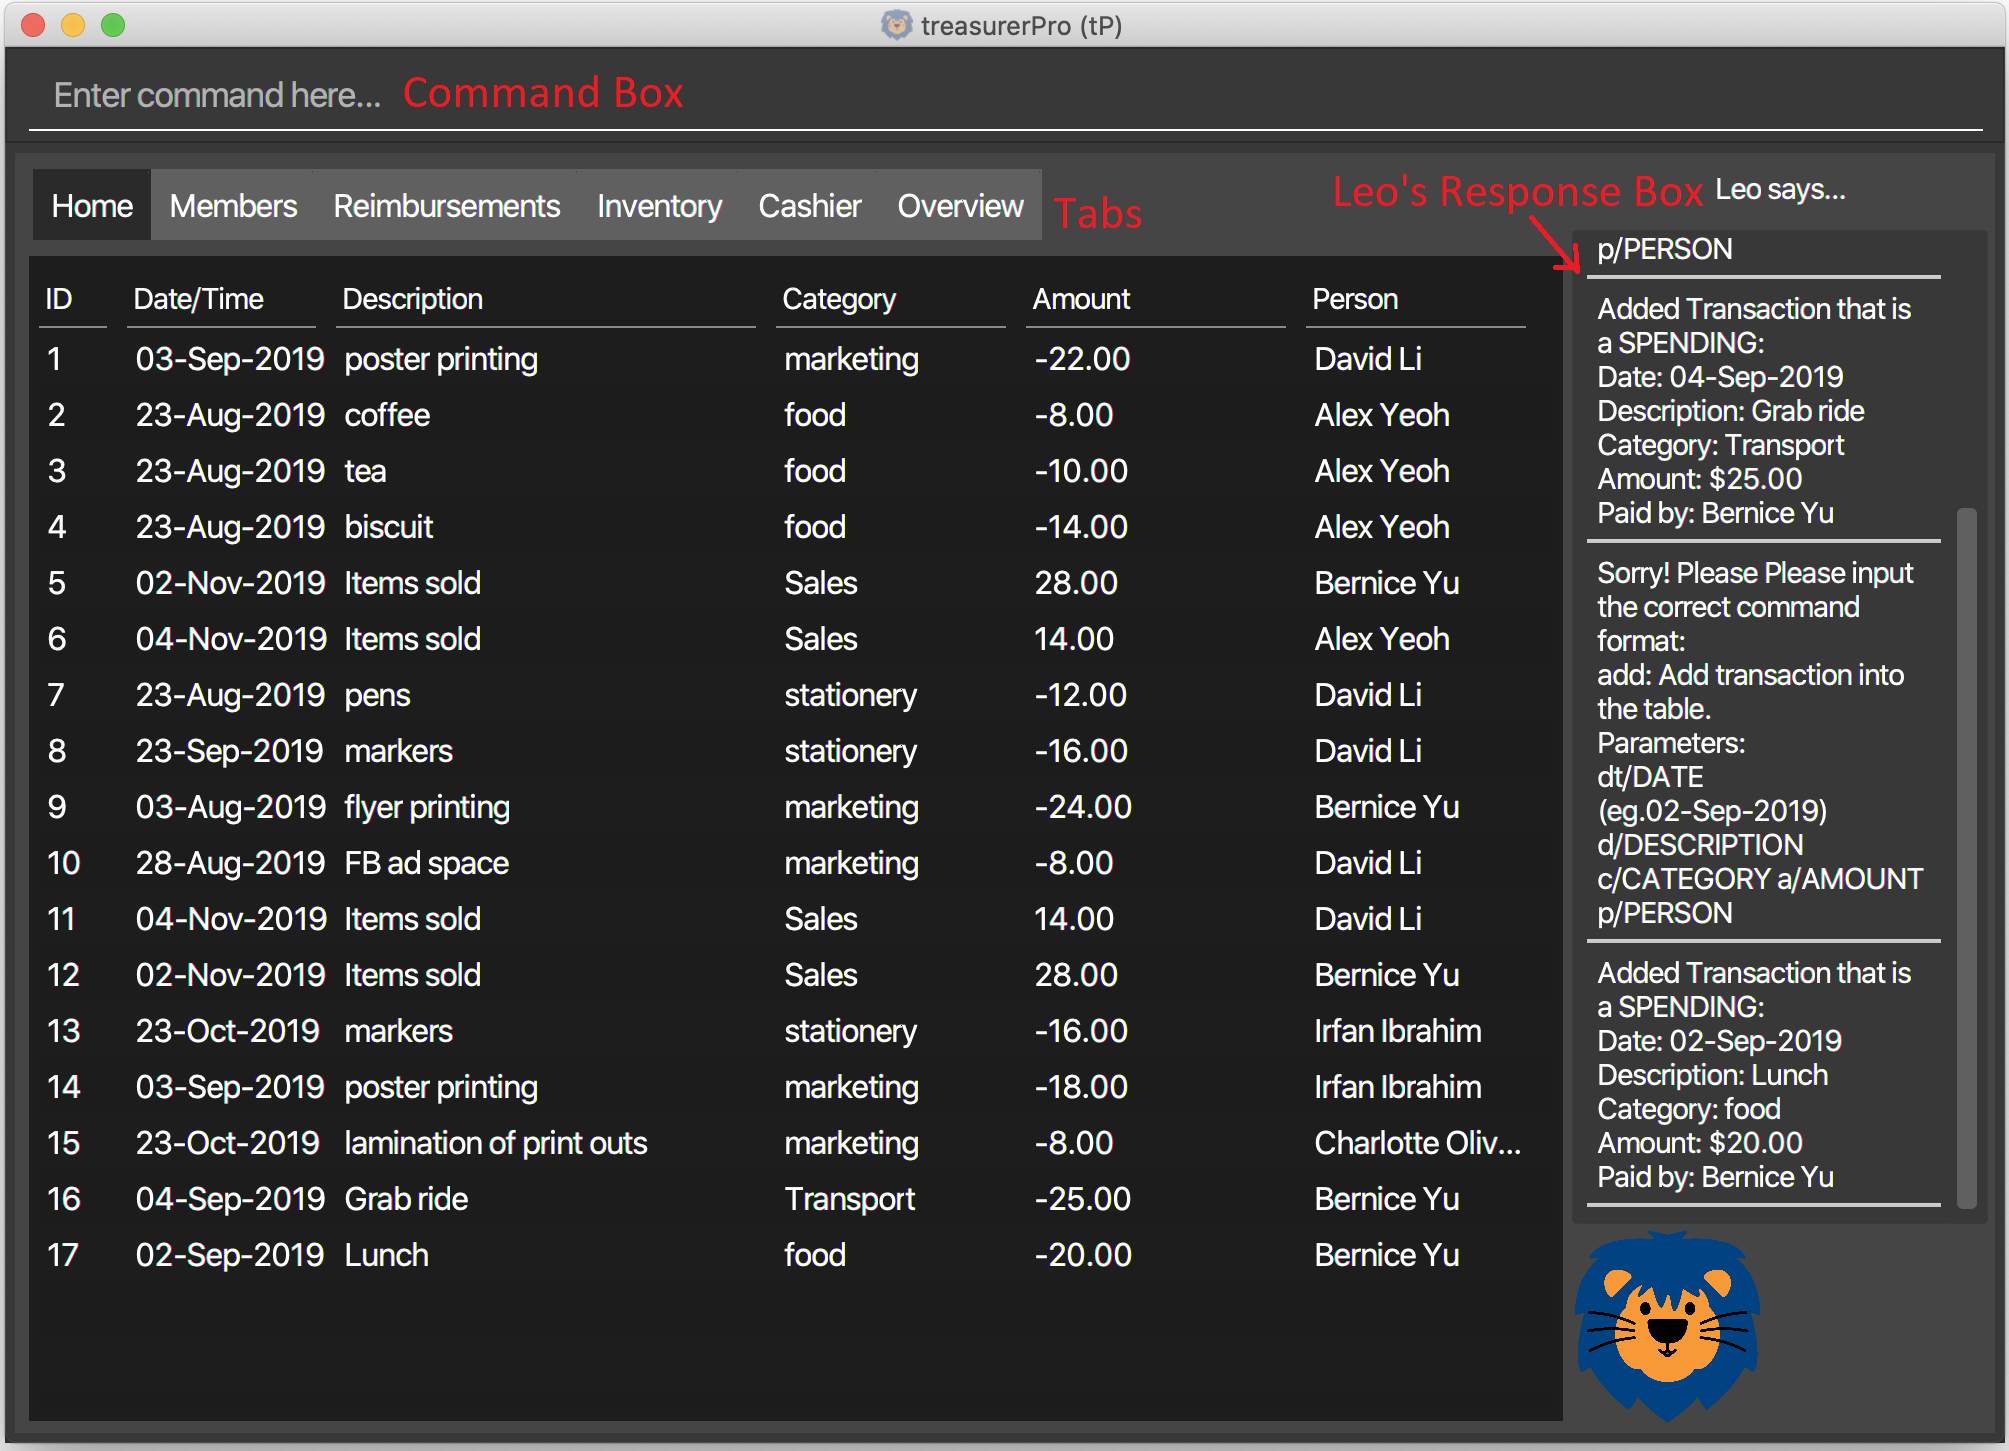 treasurerPro (tP)
Enter command here... Command Box
Home Members Reimbursements Inventory Cashier Overview Tabs
ID Date/Time Description Category Amount Person
1 03-Sep-2019 poster printing marketing -22.00 David Li
2 23-Aug-2019 coffee food -8.00 Alex Yeoh
3 23-Aug-2019 tea food -10.00 Alex Yeoh
4 23-Aug-2019 biscuit food -14.00 Alex Yeoh
5 02-Nov-2019 Items sold Sales 28.00 Bernice Yu
6 04-Nov-2019 Items sold Sales 14.00 Alex Yeoh
7 23-Aug-2019 pens stationery -12.00 David Li
8 23-Sep-2019 markers stationery -16.00 David Li
9 03-Aug-2019 flyer printing marketing -24.00 Bernice Yu
10 28-Aug-2019 FB ad space marketing -8.00 David Li
11 04-Nov-2019 Items sold Sales 14.00 David Li
12 02-Nov-2019 Items sold Sales 28.00 Bernice Yu
13 23-Oct-2019 markers stationery -16.00 Irfan Ibrahim
14 03-Sep-2019 poster printing marketing -18.00 Irfan Ibrahim
15 23-Oct-2019 lamination of print outs marketing -8.00 Charlotte Oliv...
16 04-Sep-2019 Grab ride Transport -25.00 Bernice Yu
17 02-Sep-2019 Lunch food -20.00 Bernice Yu
Leo's Response Box Leo says...
p/PERSON
Added Transaction that is
a SPENDING:
Date: 04-Sep-2019
Description: Grab ride
Category: Transport
Amount: $25.00
Paid by: Bernice Yu
Sorry! Please Please input
the correct command
format:
add: Add transaction into
the table.
Parameters:
dt/DATE
(eg.02-Sep-2019)
d/DESCRIPTION
c/CATEGORY a/AMOUNT
p/PERSON
Added Transaction that is
a SPENDING:
Date: 02-Sep-2019
Description: Lunch
Category: food
Amount: $20.00
Paid by: Bernice Yu